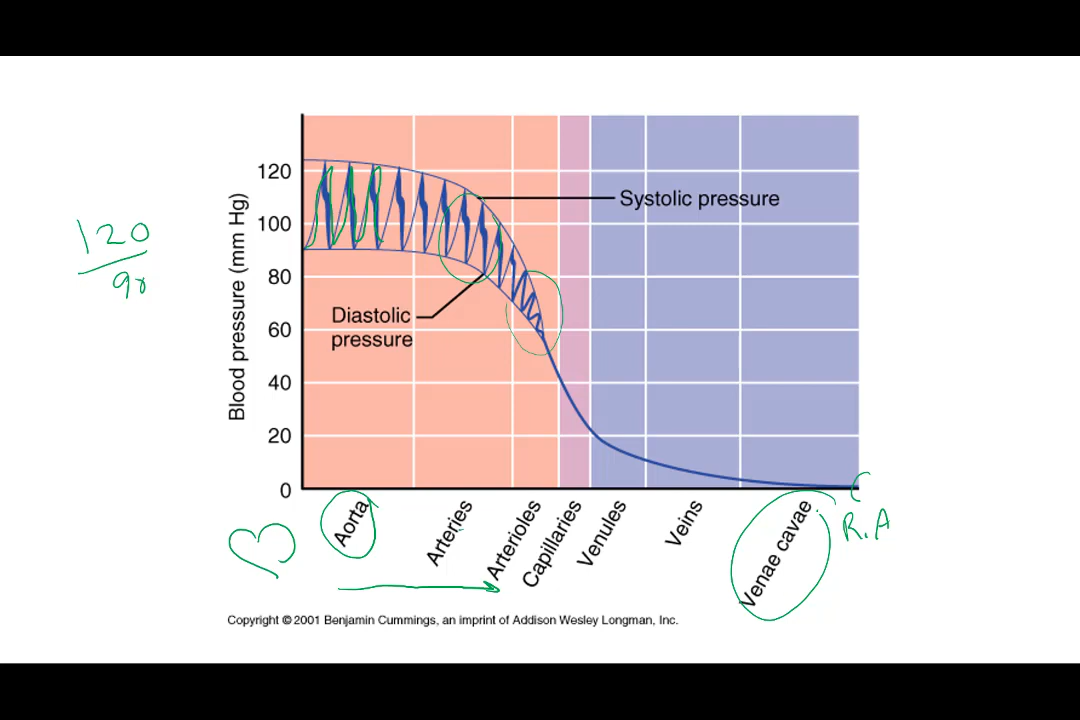 120
100
80
60
40
20
0
Blood pressure (mm Hg)
Systolic pressure
Diastolic
pressure
120
Aorta
Arteries
Arterioles
Capillaries
Venules
Veins
Venae cavae
R.A
Copyright ©2001 Benjamin Cummings, an imprint of Addison Wesley Longman, Inc.